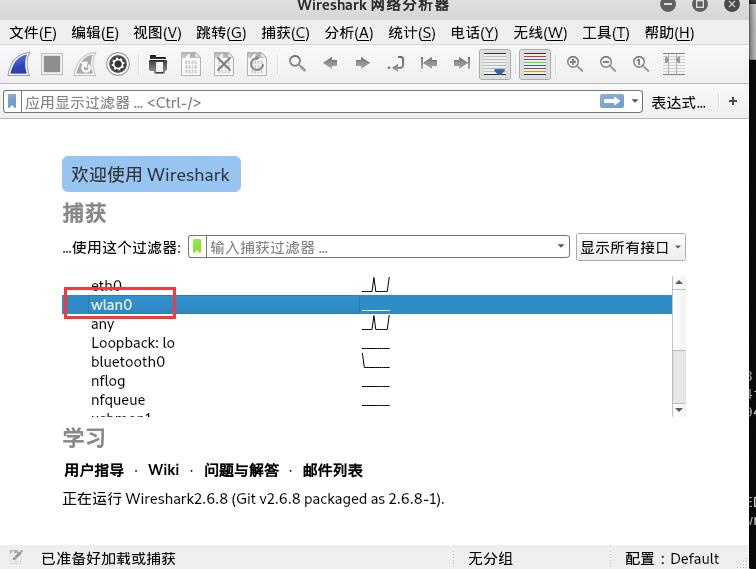 Wireshark 网络分析器
文件(F) 编辑(E) 视图(V) 跳转(G) 捕获(C) 分析(A) 统计(S) 电话(Y) 无线(W) 工具(T) 帮助(H)
应用显示过滤器 … <Ctrl-/> 表达式… +
欢迎使用 Wireshark
捕获
…使用这个过滤器: 输入捕获过滤器 … 显示所有接口
eth0
wlan0
any
Loopback: lo
bluetooth0
nflog
nfqueue
学习
用户指导 · Wiki · 问题与解答 · 邮件列表
正在运行 Wireshark2.6.8 (Git v2.6.8 packaged as 2.6.8-1).
已准备好加载或捕获 无分组 配置：Default